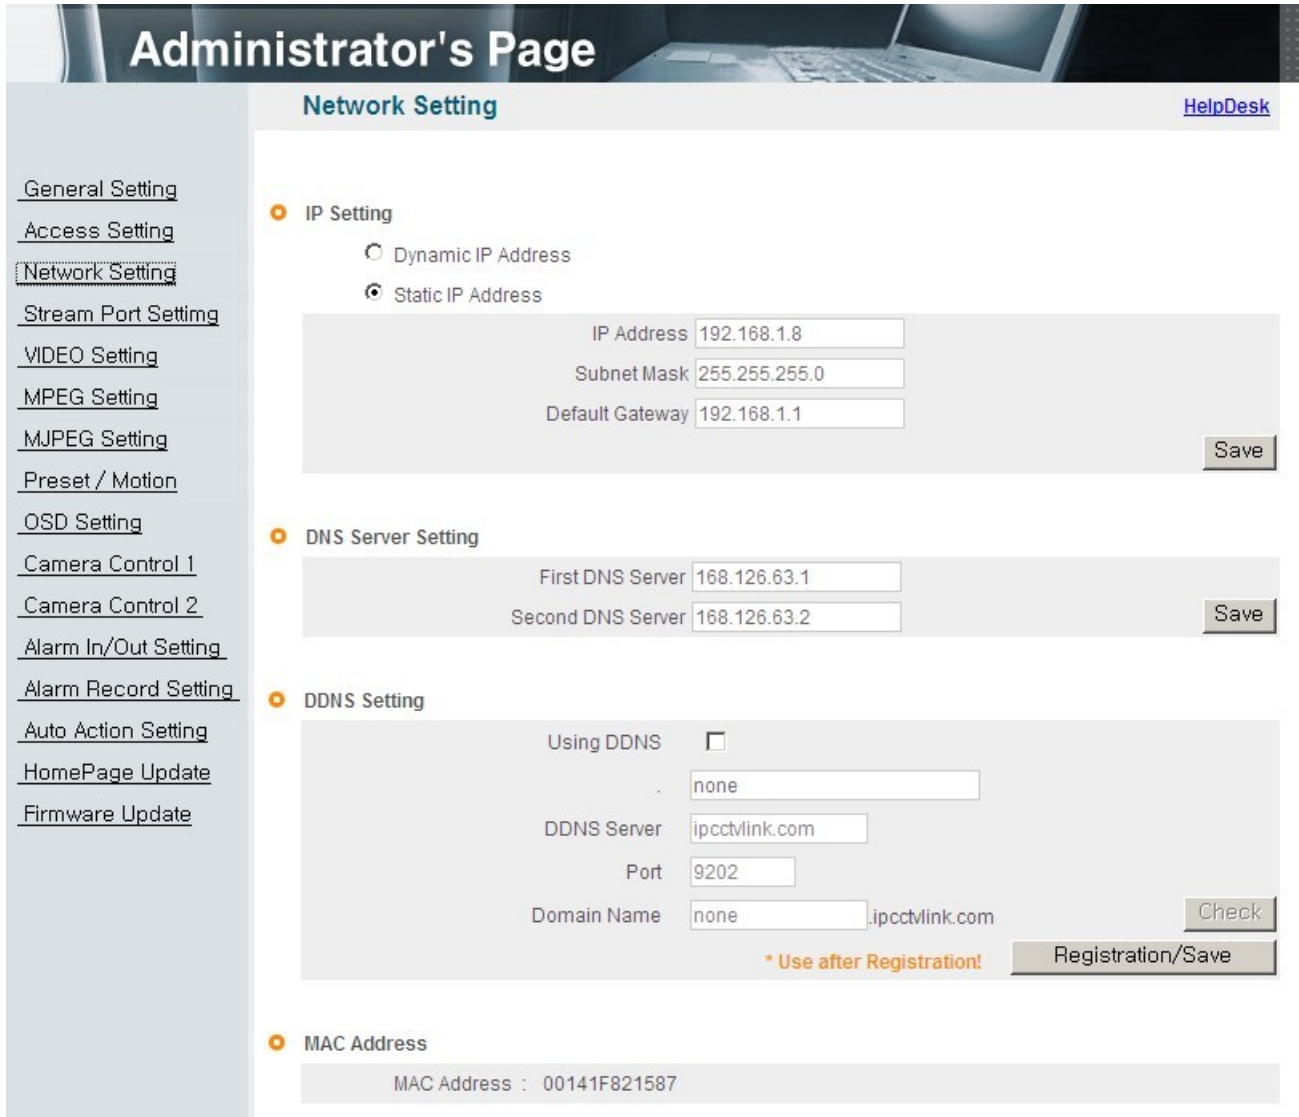 Administrator's Page
Network Setting
HelpDesk
General Setting
Access Setting
Network Setting
Stream Port Settimg
VIDEO Setting
MPEG Setting
MJPEG Setting
Preset / Motion
OSD Setting
Camera Control 1
Camera Control 2
Alarm In/Out Setting
Alarm Record Setting
Auto Action Setting
HomePage Update
Firmware Update
IP Setting
Dynamic IP Address
Static IP Address
IP Address 192.168.1.8
Subnet Mask 255.255.255.0
Default Gateway 192.168.1.1
Save
DNS Server Setting
First DNS Server 168.126.63.1
Second DNS Server 168.126.63.2
Save
DDNS Setting
Using DDNS
. none
DDNS Server ipcctvlink.com
Port 9202
Domain Name none .ipcctvlink.com Check
* Use after Registration! Registration/Save
MAC Address
MAC Address : 00141F821587